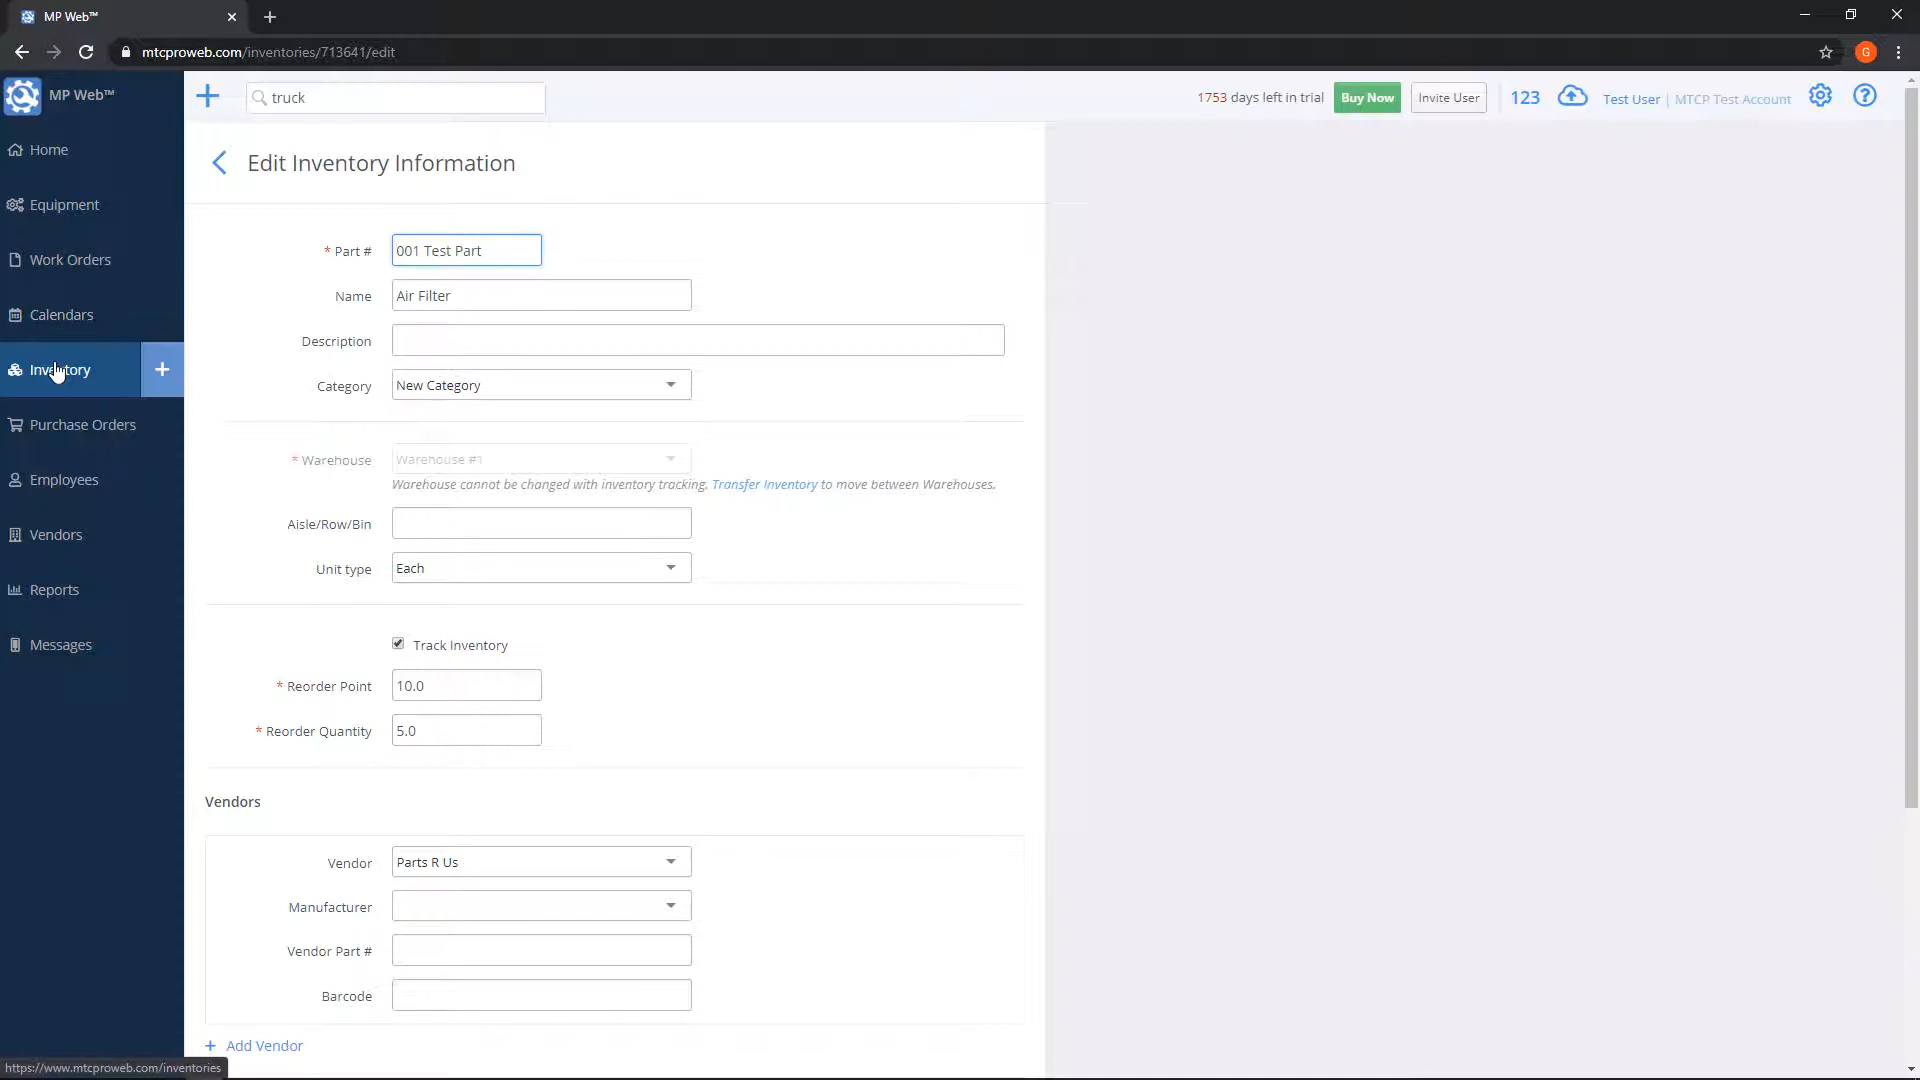 MP Web™
mtcproweb.com/inventories/713641/edit
G
MP Web™
truck
1753 days left in trial
Buy Now
Invite User
123
Test User | MTCP Test Account
Home
Equipment
Work Orders
Calendars
Inventory
Purchase Orders
Employees
Vendors
Reports
Messages
Edit Inventory Information
* Part #
001 Test Part
Name
Air Filter
Description
Category
New Category
* Warehouse
Warehouse #1
Warehouse cannot be changed with inventory tracking. Transfer Inventory to move between Warehouses.
Aisle/Row/Bin
Unit type
Each
Track Inventory
* Reorder Point
10.0
* Reorder Quantity
5.0
Vendors
Vendor
Parts R Us
Manufacturer
Vendor Part #
Barcode
+ Add Vendor
https://www.mtcproweb.com/inventories